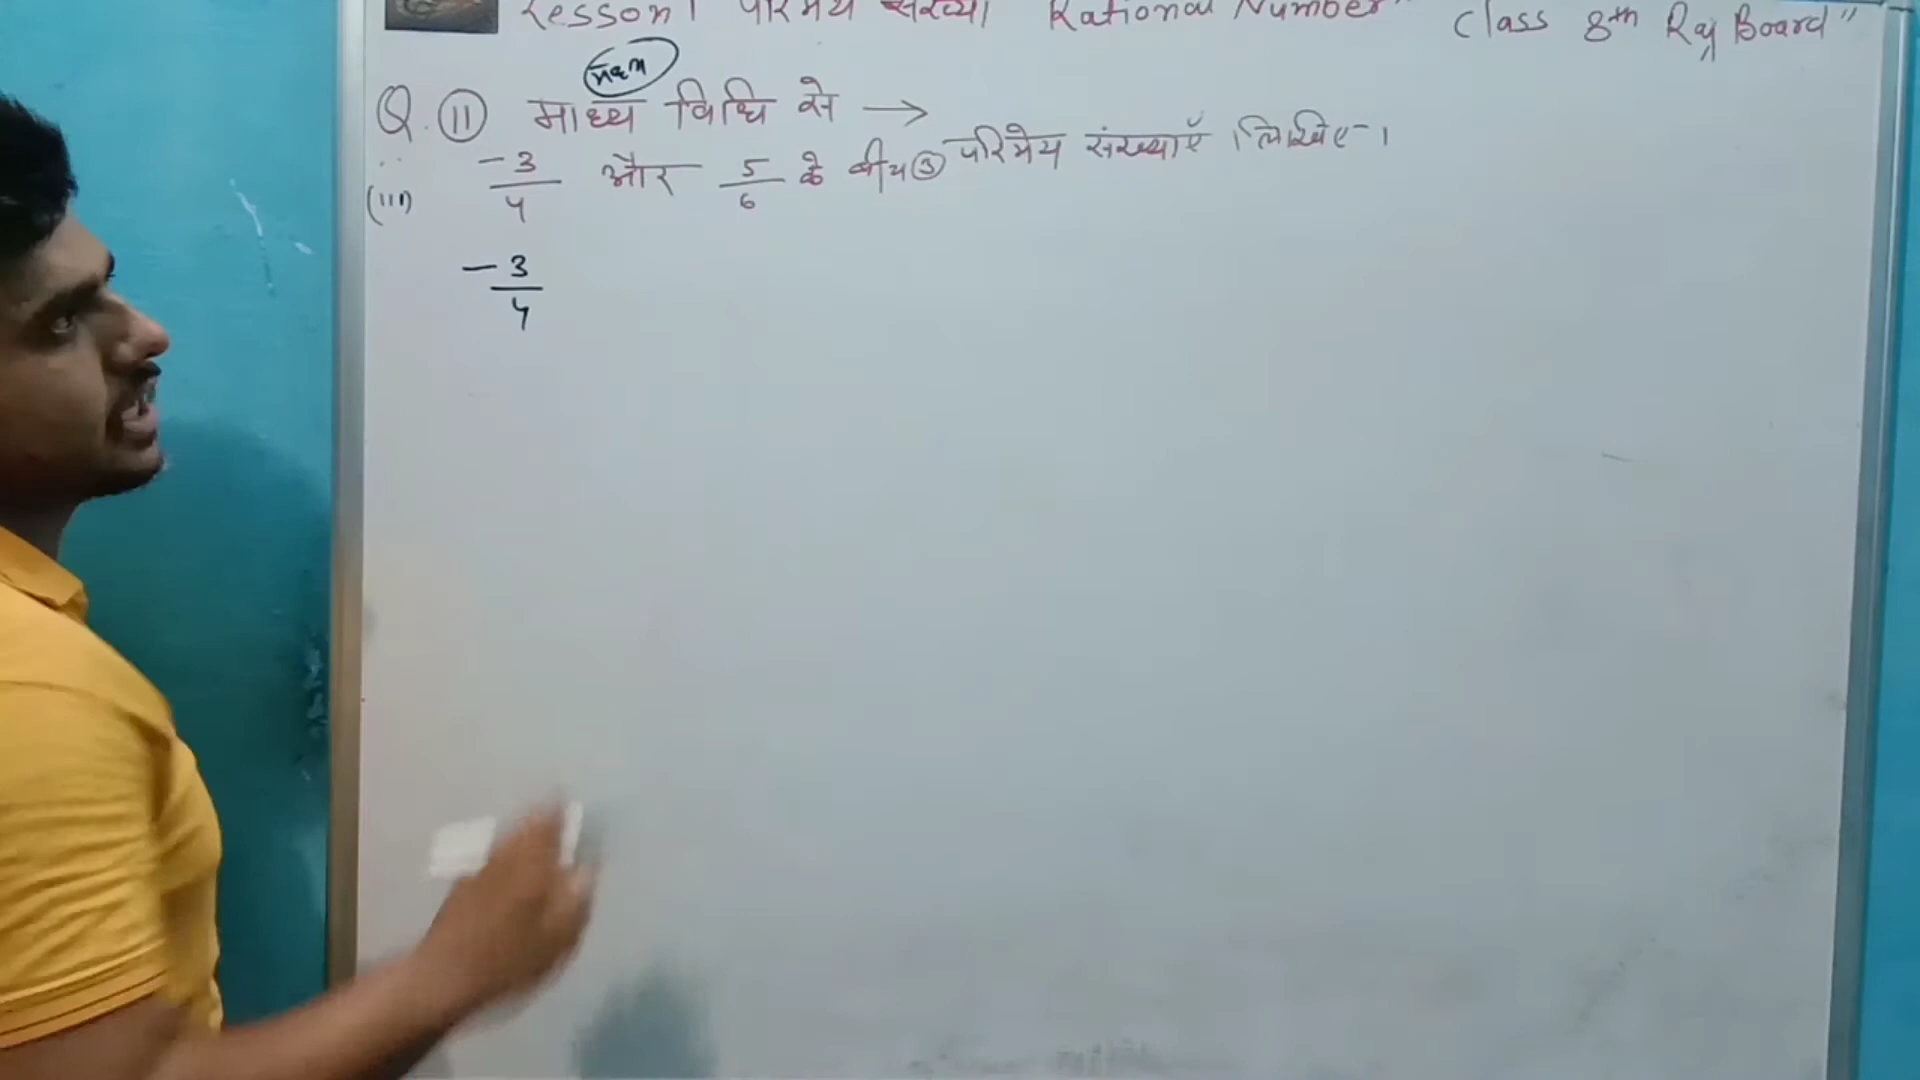 Lesson 1 परिमेय संख्या Rational Number" Class 8th Raj Board"
मध्य
Q. 11 माध्य विधि से →
(iii) -3/4 और 5/6 के बीच 3 परिमेय संख्याएँ लिखिए-।
-3/4